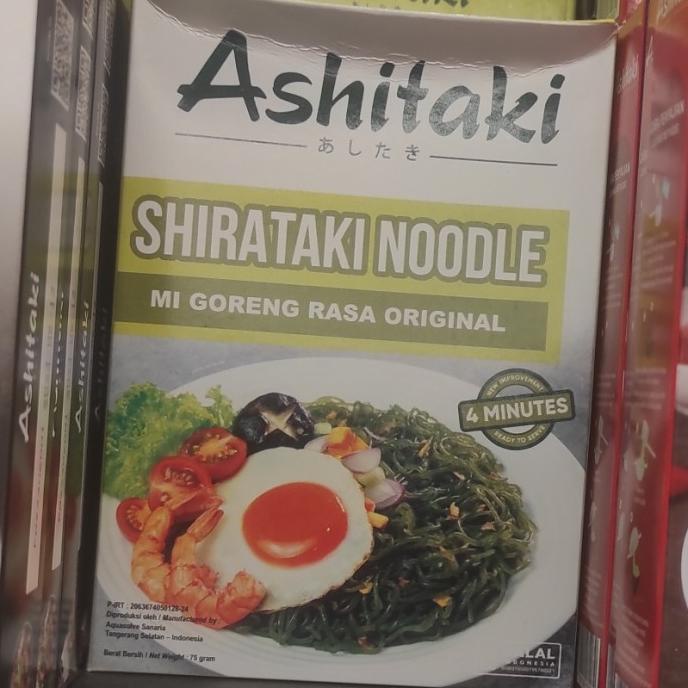 Ashitaki
あしたき
SHIRATAKI NOODLE
MI GORENG RASA ORIGINAL
NEW IMPROVEMENT
4 MINUTES
READY TO SERVE
P-IRT : 2063674050128-24
Diproduksi oleh / Manufactured by
Aquasolve Sanaria
Tangerang Selatan – Indonesia
Berat Bersih / Net Weight : 75 gram
HALAL
INDONESIA
Ashitaki
Ashitaki